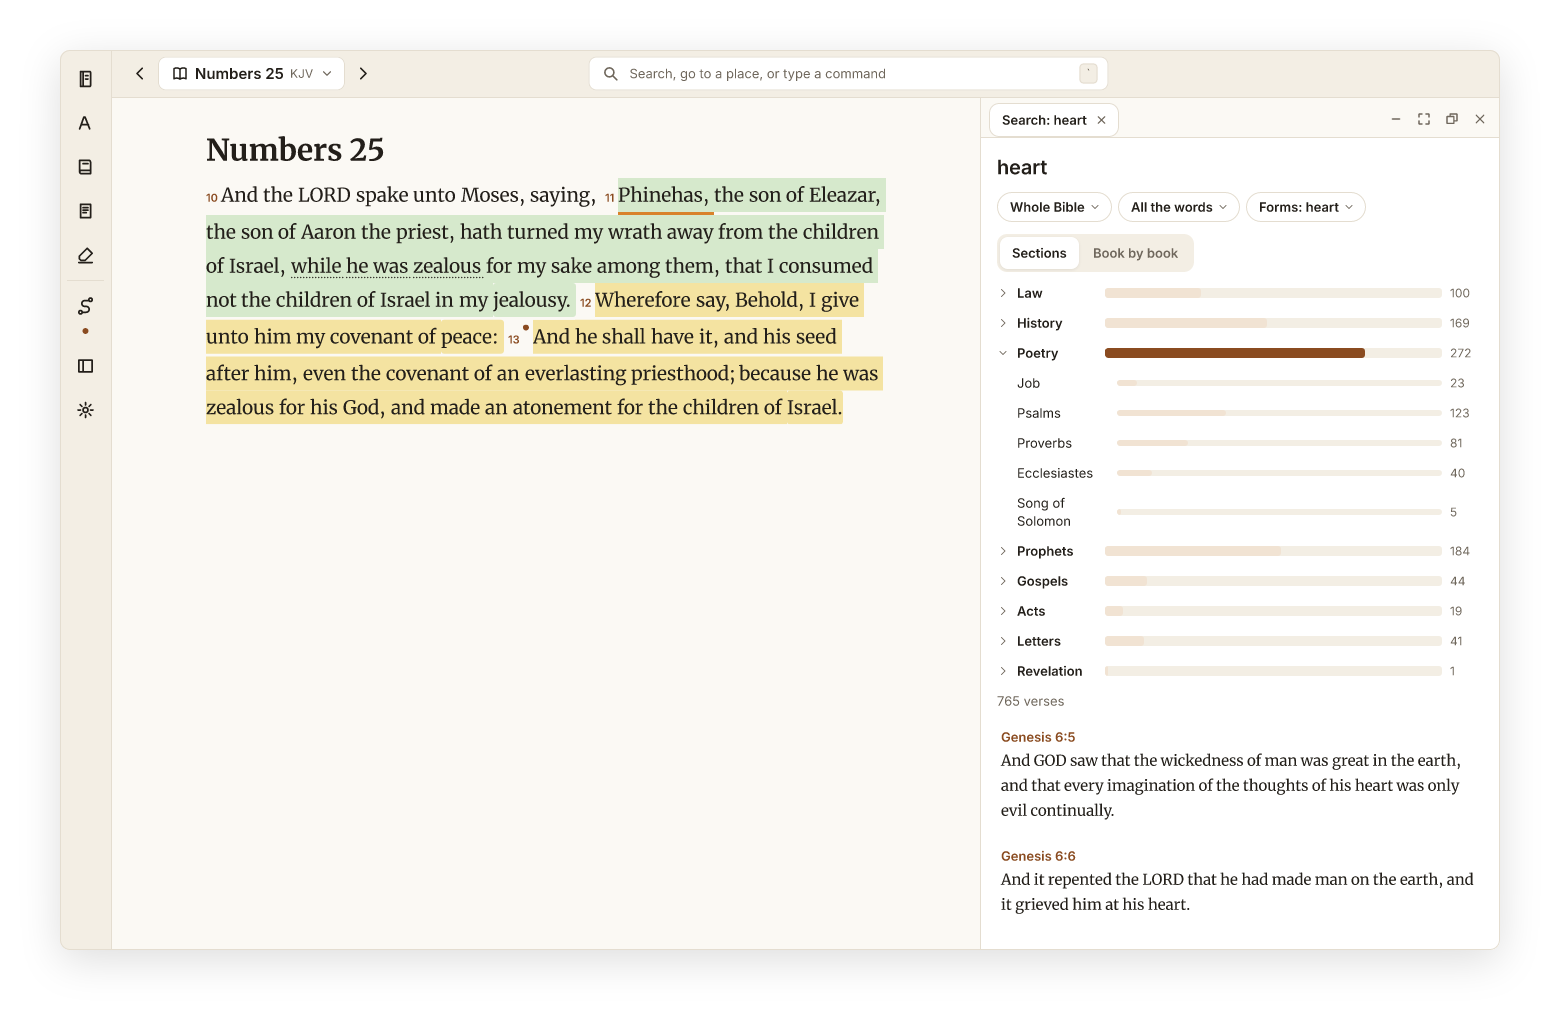 Numbers 25 KJV
Search, go to a place, or type a command
Numbers 25
10 And the LORD spake unto Moses, saying, 11 Phinehas, the son of Eleazar,
the son of Aaron the priest, hath turned my wrath away from the children
of Israel, while he was zealous for my sake among them, that I consumed
not the children of Israel in my jealousy. 12 Wherefore say, Behold, I give
unto him my covenant of peace: 13 And he shall have it, and his seed
after him, even the covenant of an everlasting priesthood; because he was
zealous for his God, and made an atonement for the children of Israel.
Search: heart
heart
Whole Bible
All the words
Forms: heart
Sections
Book by book
Law 100
History 169
Poetry 272
Job 23
Psalms 123
Proverbs 81
Ecclesiastes 40
Song of
Solomon 5
Prophets 184
Gospels 44
Acts 19
Letters 41
Revelation 1
765 verses
Genesis 6:5
And GOD saw that the wickedness of man was great in the earth,
and that every imagination of the thoughts of his heart was only
evil continually.
Genesis 6:6
And it repented the LORD that he had made man on the earth, and
it grieved him at his heart.